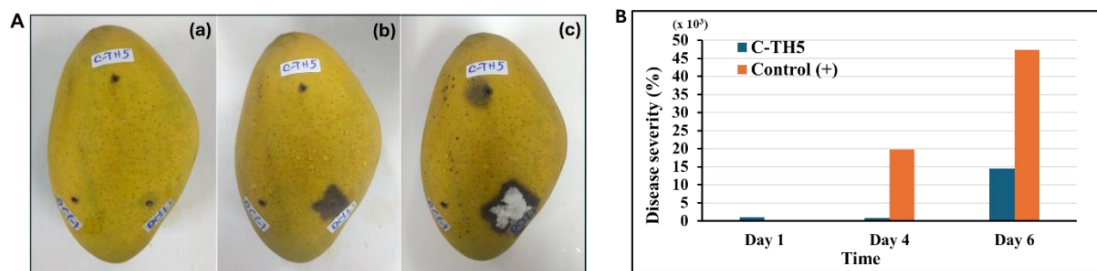 A
(a)
(b)
(c)
C-TH5
C-TH5
C-TH5
B
(x 10³)
50
45
40
35
30
25
20
15
10
5
0
Disease severity (%)
C-TH5
Control (+)
Day 1
Day 4
Day 6
Time